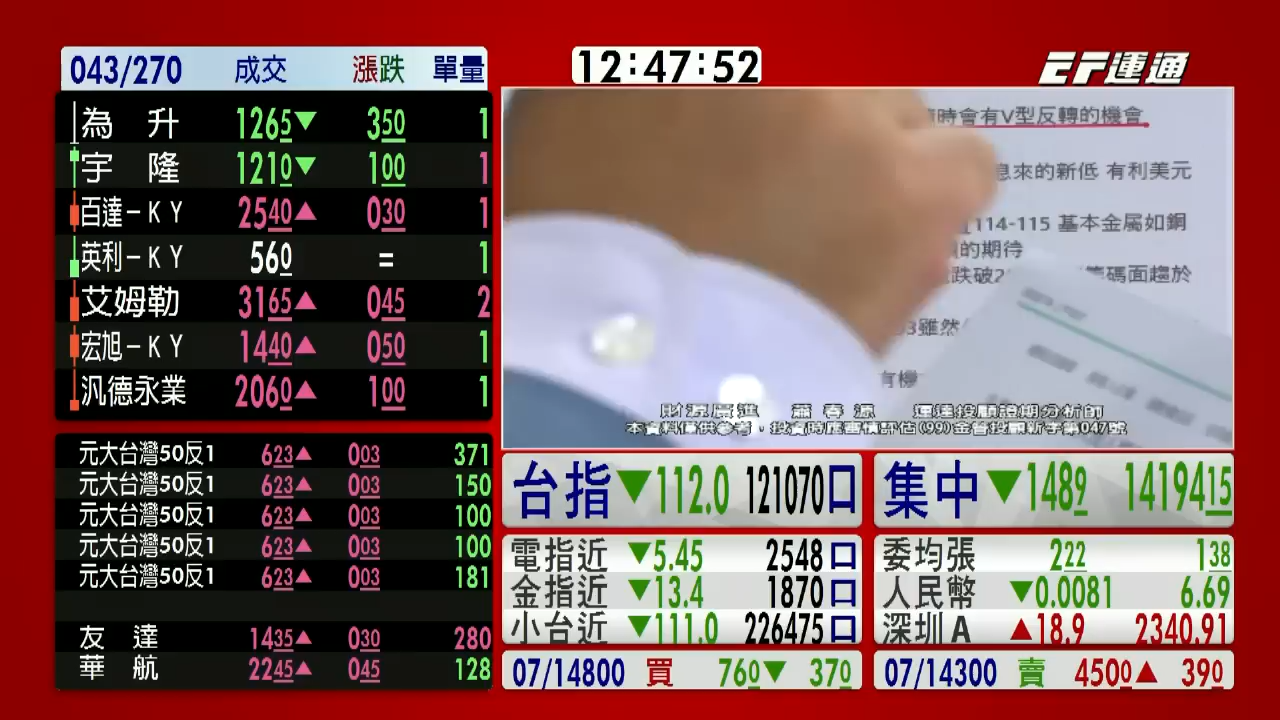 043/270 成交 漲跌 單量
12:47:52
EF運通
為升 1265▼ 350 1
宇隆 1210▼ 100 1
百達-KY 2540▲ 030 1
英利-KY 560 = 1
艾姆勒 3165▲ 045 2
宏旭-KY 1440▲ 050 1
汎德永業 2060▲ 100 1
元大台灣50反1 623▲ 003 371
元大台灣50反1 623▲ 003 150
元大台灣50反1 623▲ 003 100
元大台灣50反1 623▲ 003 100
元大台灣50反1 623▲ 003 181
友達 1435▲ 030 280
華航 2245▲ 045 128
時會有V型反轉的機會
息來的新低 有利美元
114-115 基本金屬如銅
的期待
跌破2 籌碼面趨於
3雖然
有機
財源廣進 蕭春源 運達投顧證期分析師
本資料僅供參考，投資時應審慎評估(99)金管投顧新字第047號
台指▼112.0 121070口
電指近 ▼5.45 2548口
金指近 ▼13.4 1870口
小台近 ▼111.0 226475口
07/14800 買 760▼ 370
集中▼1489 1419415
委均張 222 138
人民幣 ▼0.0081 6.69
深圳A ▲18.9 2340.91
07/14300 賣 4500▲ 390